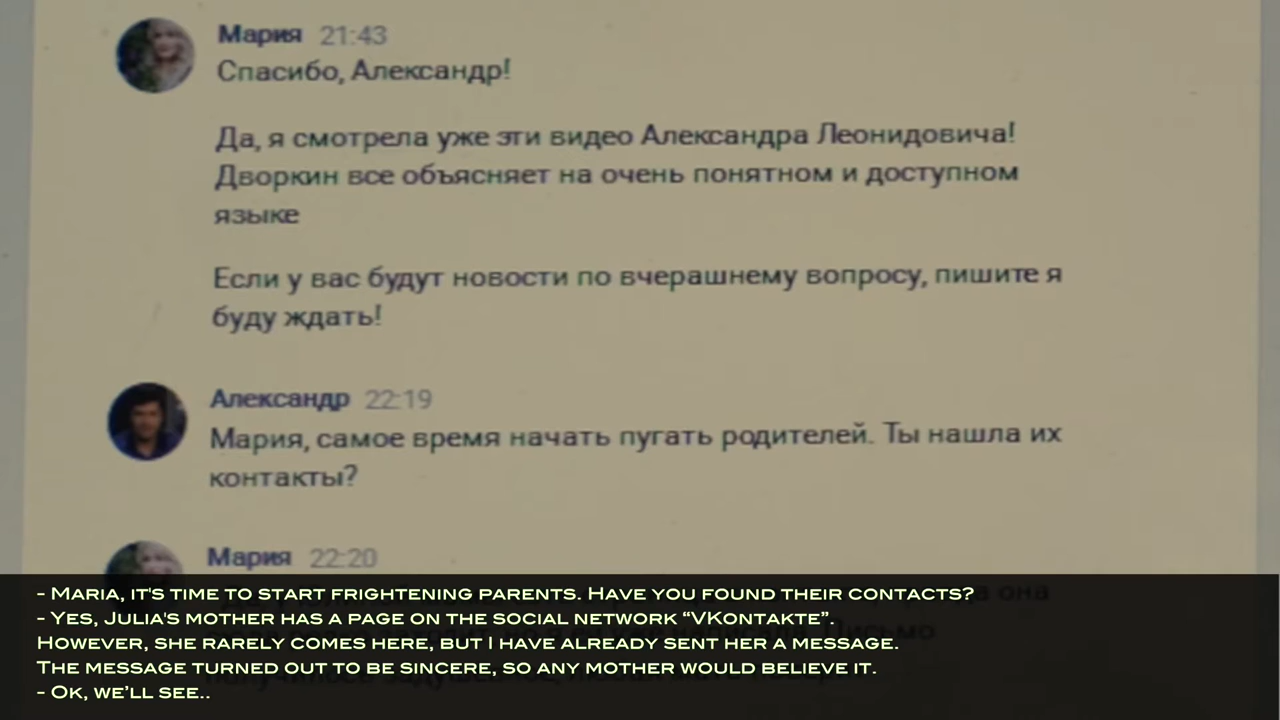 Мария 21:43
Спасибо, Александр!
Да, я смотрела уже эти видео Александра Леонидовича!
Дворкин все объясняет на очень понятном и доступном
языке
Если у вас будут новости по вчерашнему вопросу, пишите я
буду ждать!
Александр 22:19
Мария, самое время начать пугать родителей. Ты нашла их
контакты?
Мария 22:20
она
- Maria, it's time to start frightening parents. Have you found their contacts?
- Yes, Julia's mother has a page on the social network “VKontakte”.
However, she rarely comes here, but I have already sent her a message.
The message turned out to be sincere, so any mother would believe it.
- Ok, we’ll see..